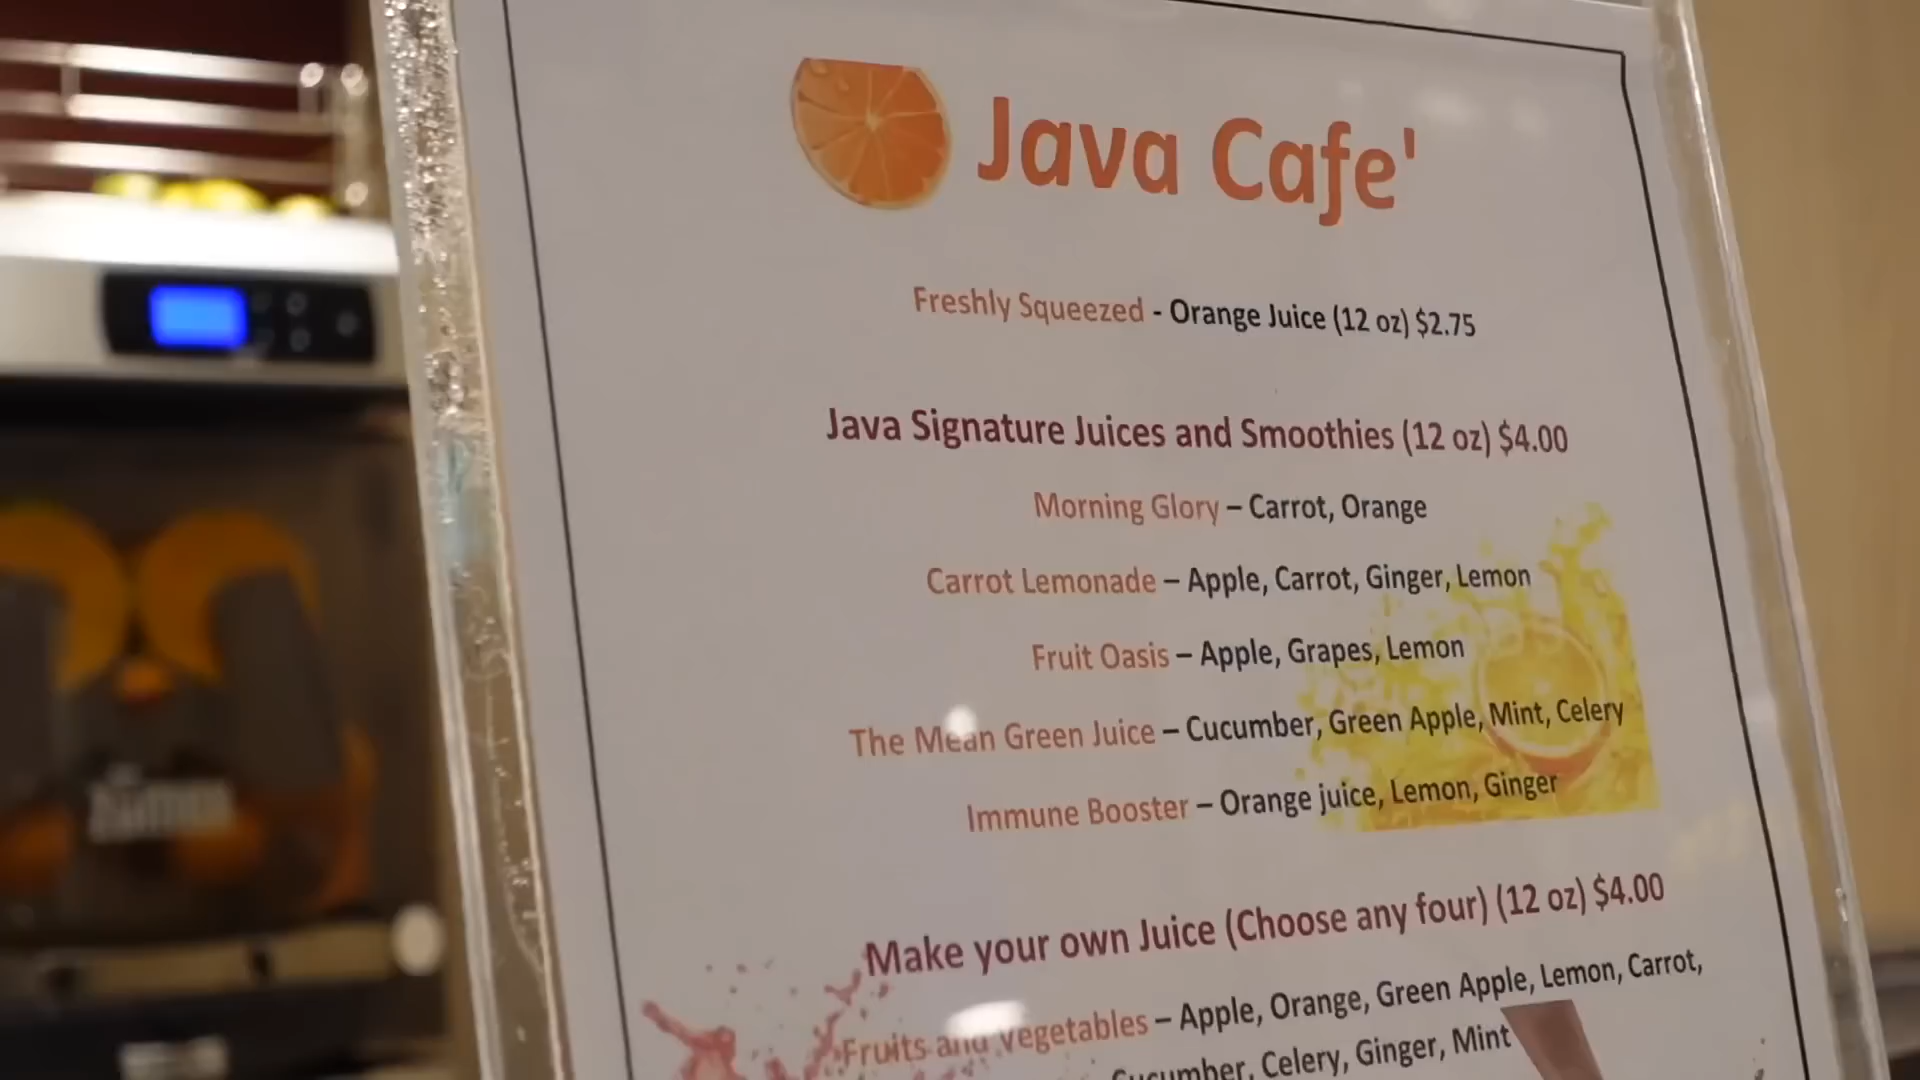 Java Cafe'
Freshly Squeezed - Orange Juice (12 oz) $2.75
Java Signature Juices and Smoothies (12 oz) $4.00
Morning Glory – Carrot, Orange
Carrot Lemonade – Apple, Carrot, Ginger, Lemon
Fruit Oasis – Apple, Grapes, Lemon
The Mean Green Juice – Cucumber, Green Apple, Mint, Celery
Immune Booster – Orange juice, Lemon, Ginger
Make your own Juice (Choose any four) (12 oz) $4.00
Fruits and Vegetables – Apple, Orange, Green Apple, Lemon, Carrot,
Cucumber, Celery, Ginger, Mint